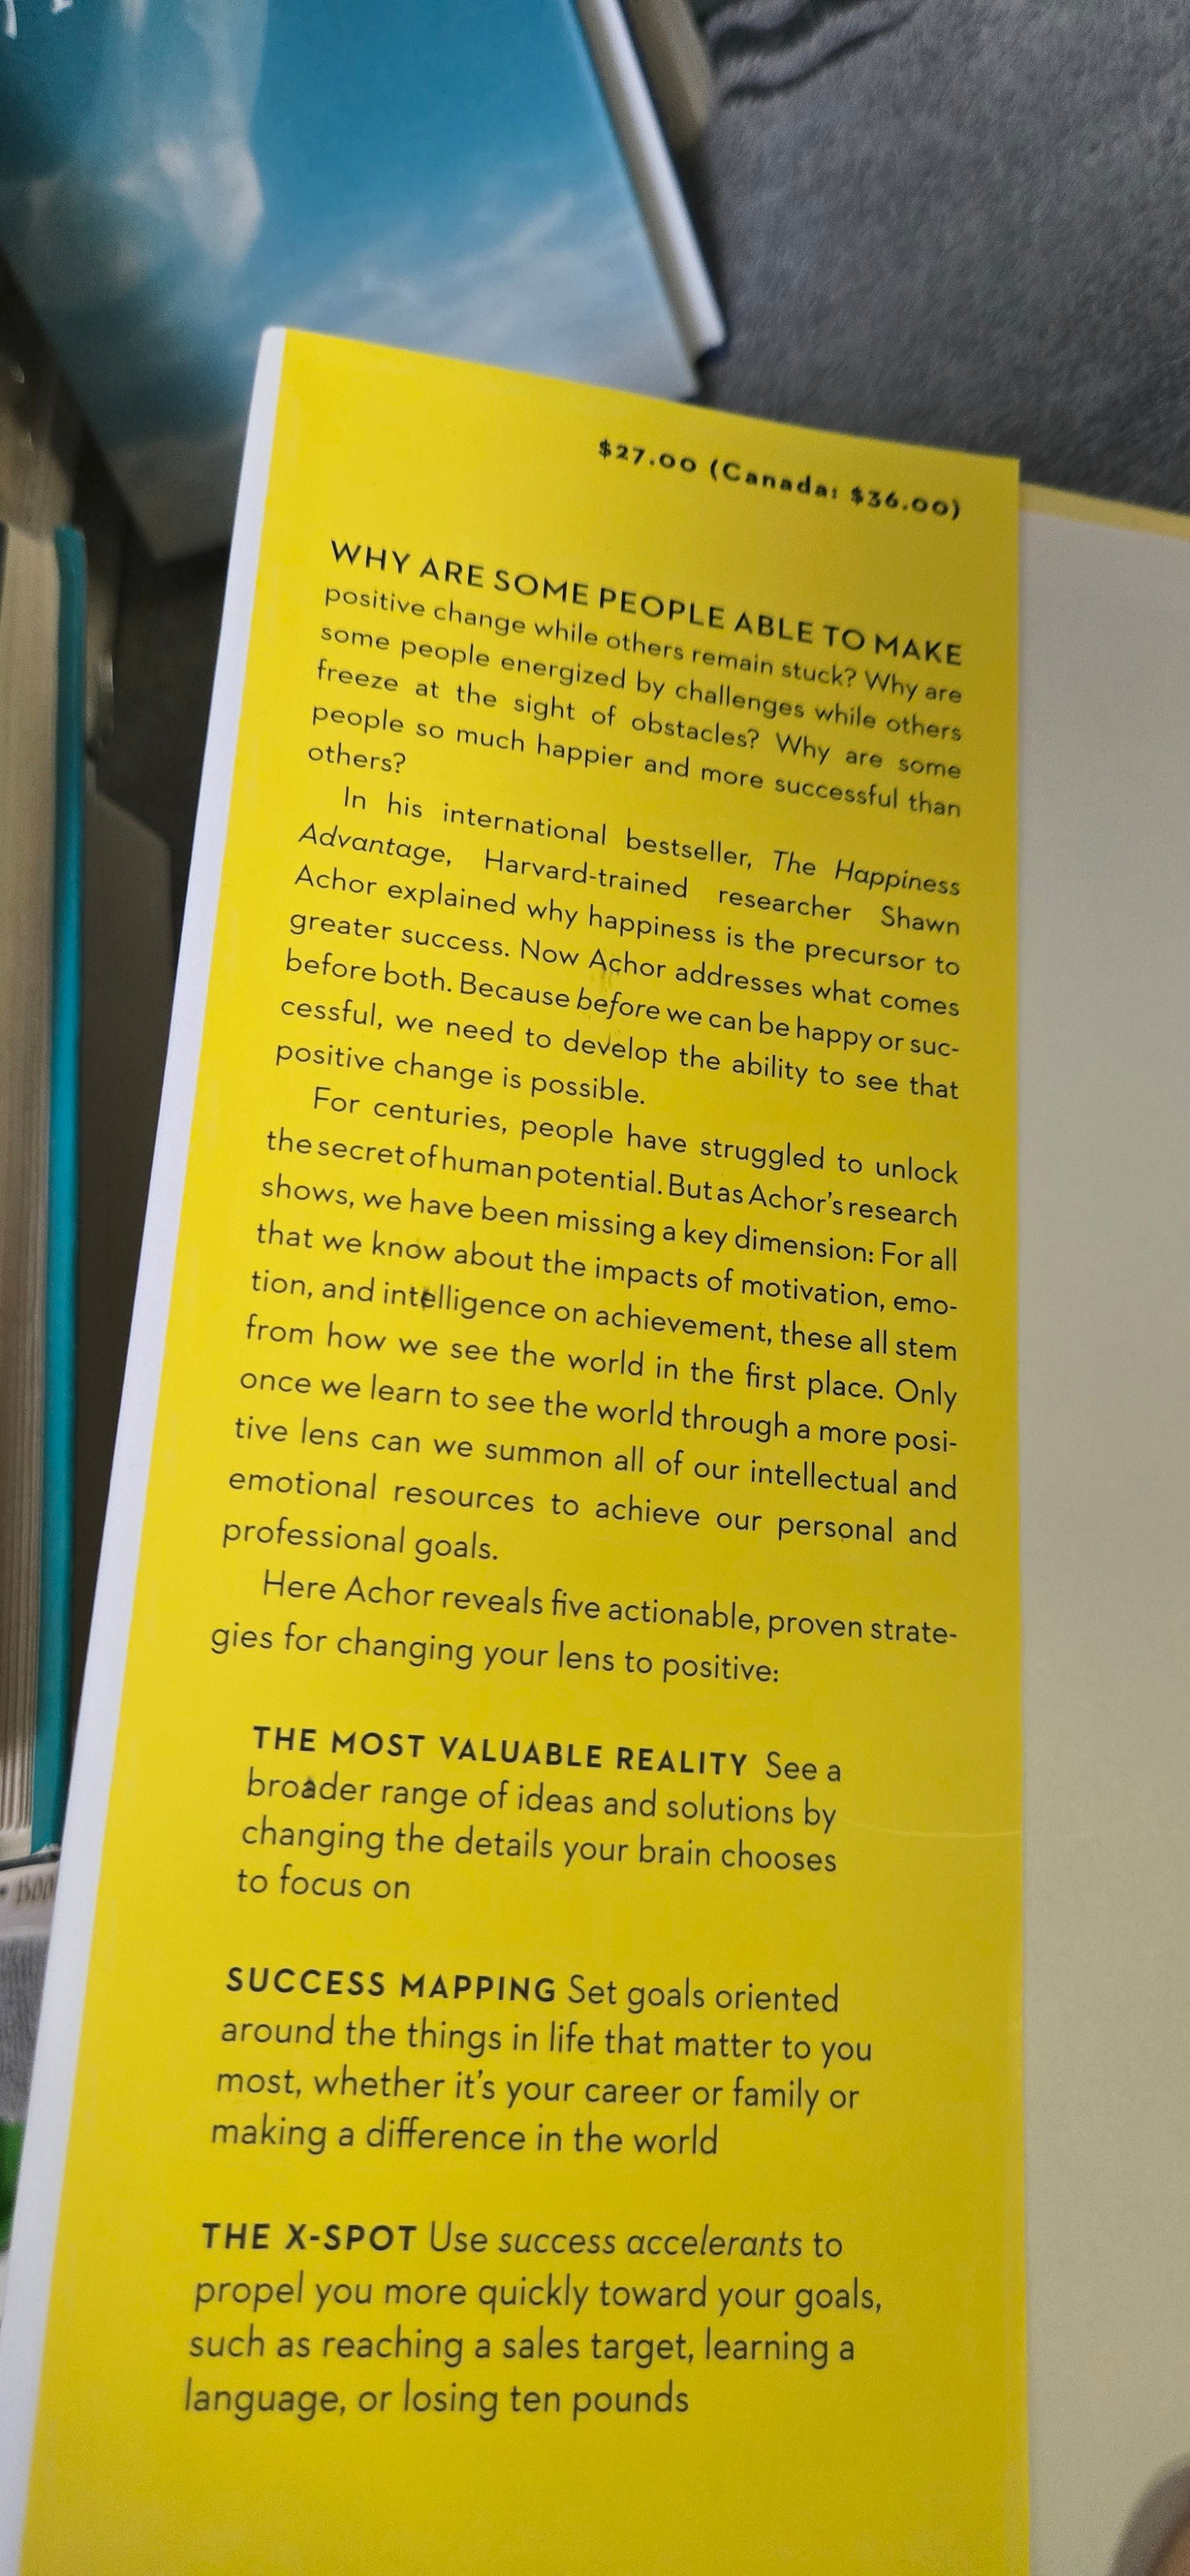 $27.00 (Canada: $36.00)
WHY ARE SOME PEOPLE ABLE TO MAKE
positive change while others remain stuck? Why are
some people energized by challenges while others
freeze at the sight of obstacles? Why are some
people so much happier and more successful than
others?
In his international bestseller, The Happiness
Advantage, Harvard-trained researcher Shawn
Achor explained why happiness is the precursor to
greater success. Now Achor addresses what comes
before both. Because before we can be happy or suc-
cessful, we need to develop the ability to see that
positive change is possible.
For centuries, people have struggled to unlock
the secret of human potential. But as Achor's research
shows, we have been missing a key dimension: For all
that we know about the impacts of motivation, emo-
tion, and intelligence on achievement, these all stem
from how we see the world in the first place. Only
once we learn to see the world through a more posi-
tive lens can we summon all of our intellectual and
emotional resources to achieve our personal and
professional goals.
Here Achor reveals five actionable, proven strate-
gies for changing your lens to positive:
THE MOST VALUABLE REALITY See a
broader range of ideas and solutions by
changing the details your brain chooses
to focus on
SUCCESS MAPPING Set goals oriented
around the things in life that matter to you
most, whether it's your career or family or
making a difference in the world
THE X-SPOT Use success accelerants to
propel you more quickly toward your goals,
such as reaching a sales target, learning a
language, or losing ten pounds